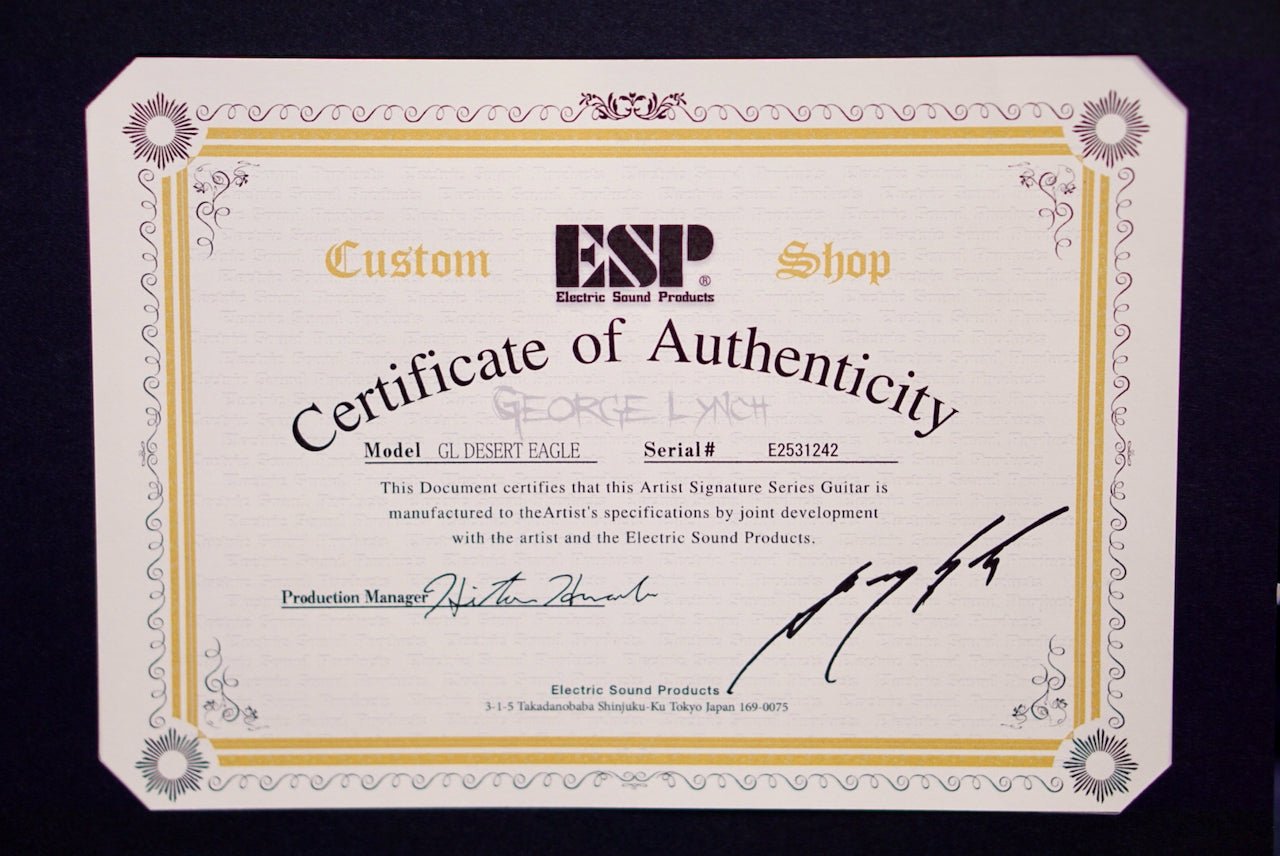 Custom ESP® Shop
Electric Sound Products
Certificate of Authenticity
GEORGE LYNCH
Model GL DESERT EAGLE Serial# E2531242
This Document certifies that this Artist Signature Series Guitar is
manufactured to theArtist's specifications by joint development
with the artist and the Electric Sound Products.
Production Manager
Electric Sound Products
3-1-5 Takadanobaba Shinjuku-Ku Tokyo Japan 169-0075